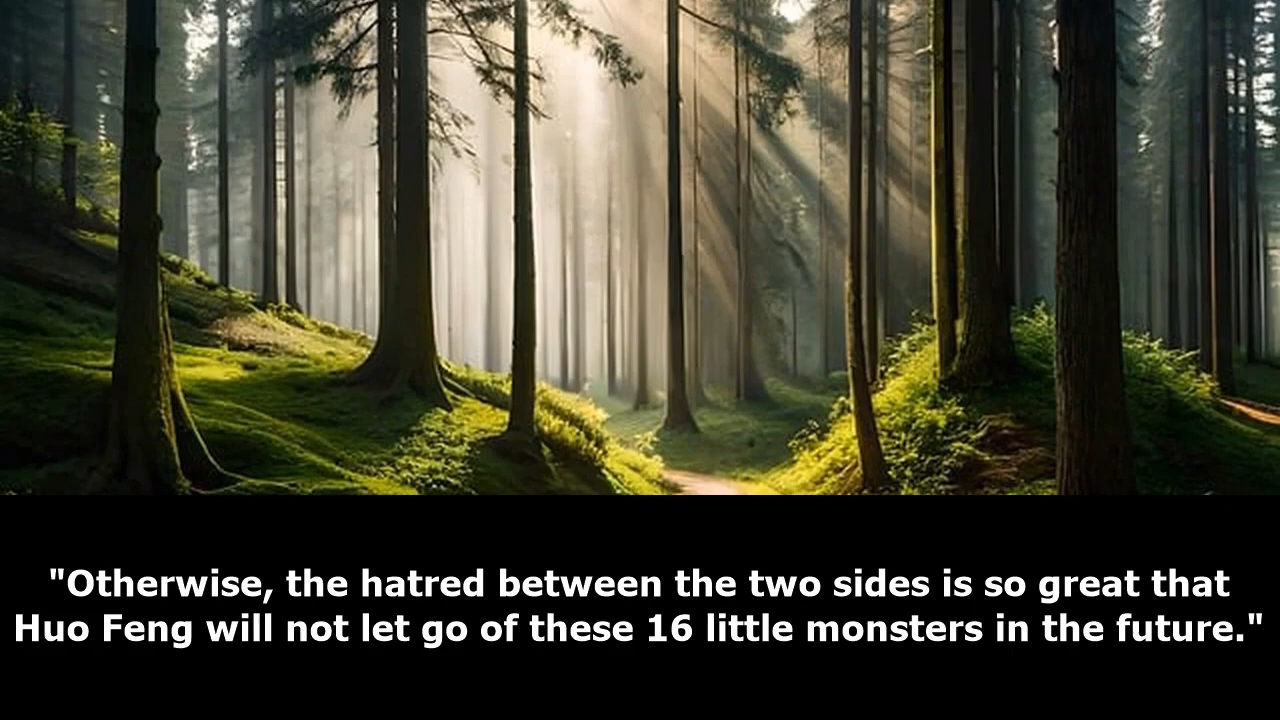 "Otherwise, the hatred between the two sides is so great that
Huo Feng will not let go of these 16 little monsters in the future."